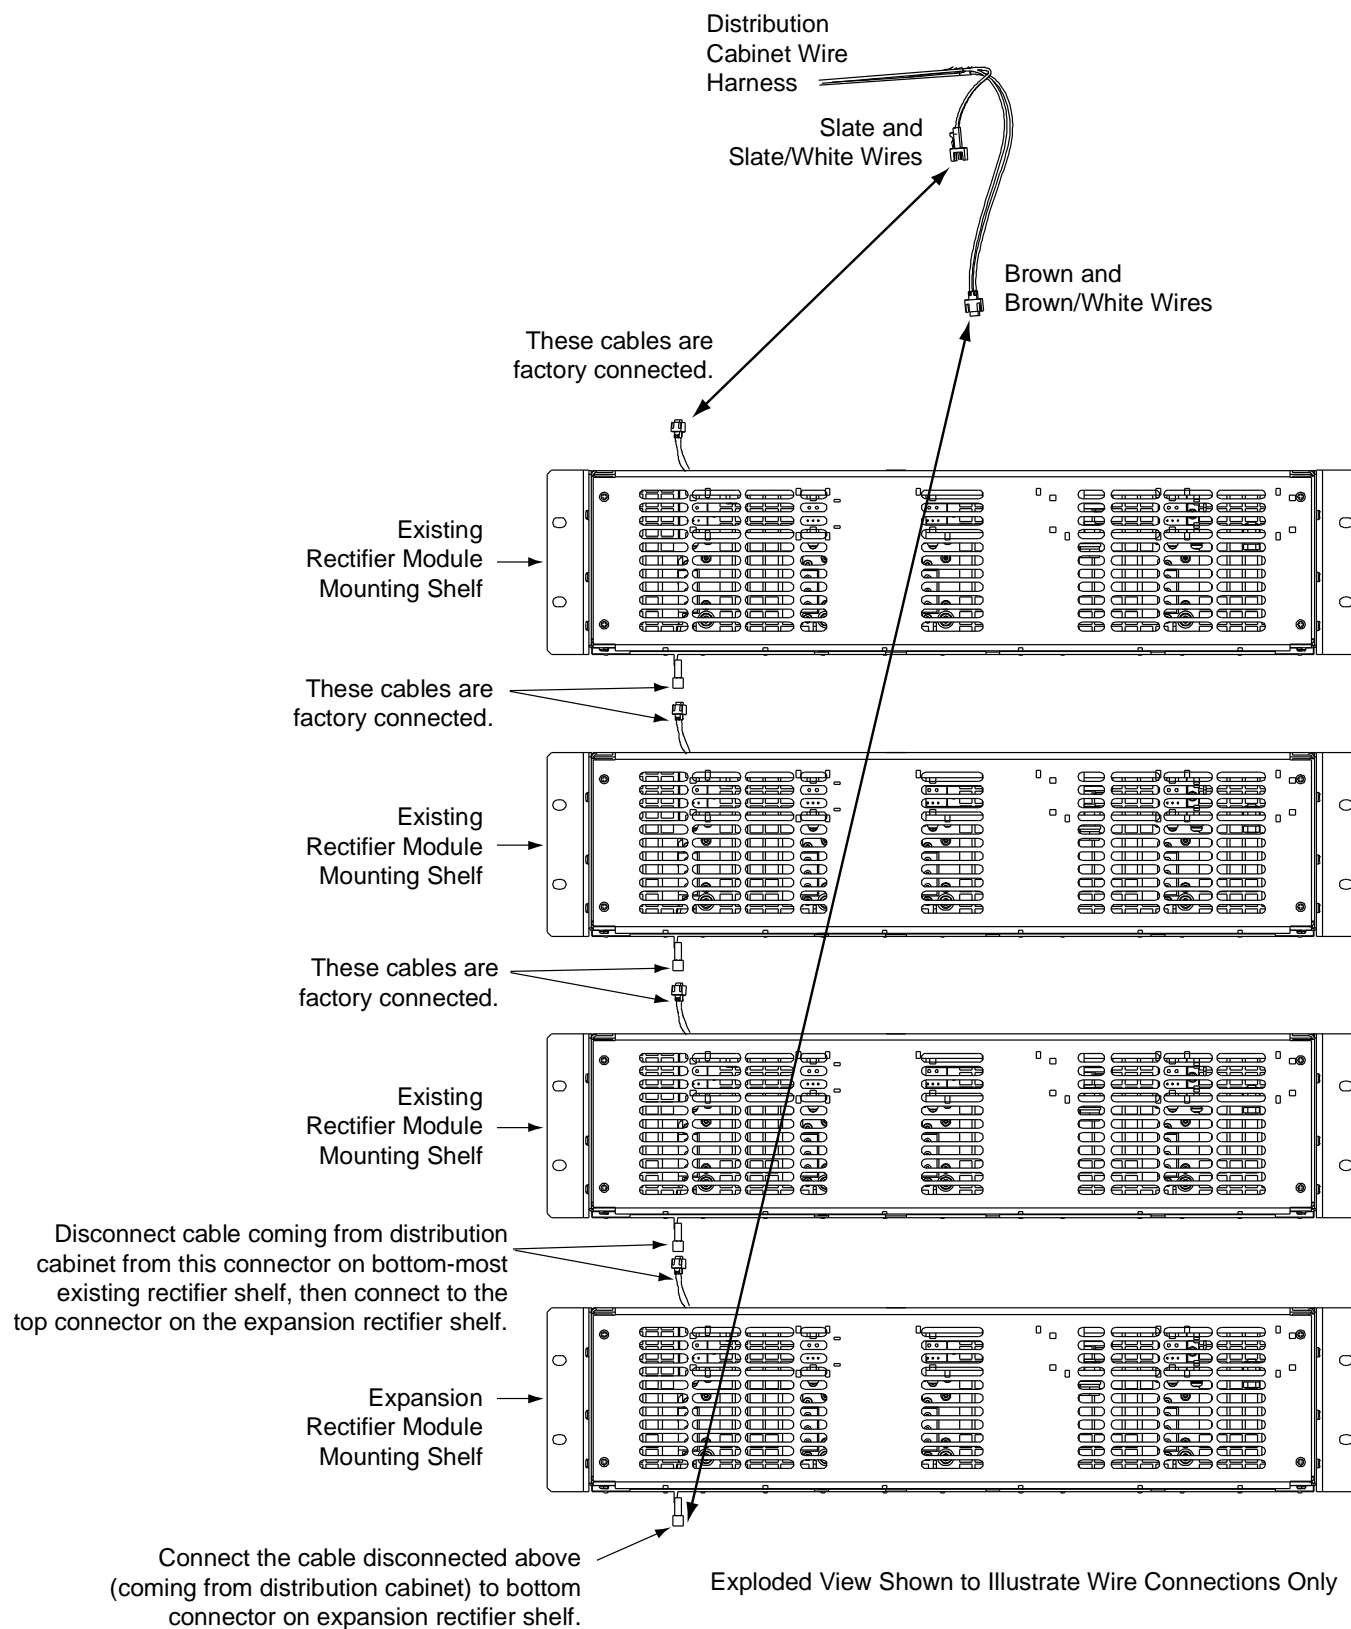 Distribution
Cabinet Wire
Harness
Slate and
Slate/White Wires
Brown and
Brown/White Wires
These cables are
factory connected.
Existing
Rectifier Module
Mounting Shelf
These cables are
factory connected.
Existing
Rectifier Module
Mounting Shelf
These cables are
factory connected.
Existing
Rectifier Module
Mounting Shelf
Disconnect cable coming from distribution
cabinet from this connector on bottom-most
existing rectifier shelf, then connect to the
top connector on the expansion rectifier shelf.
Expansion
Rectifier Module
Mounting Shelf
Connect the cable disconnected above
(coming from distribution cabinet) to bottom
connector on expansion rectifier shelf.
Exploded View Shown to Illustrate Wire Connections Only